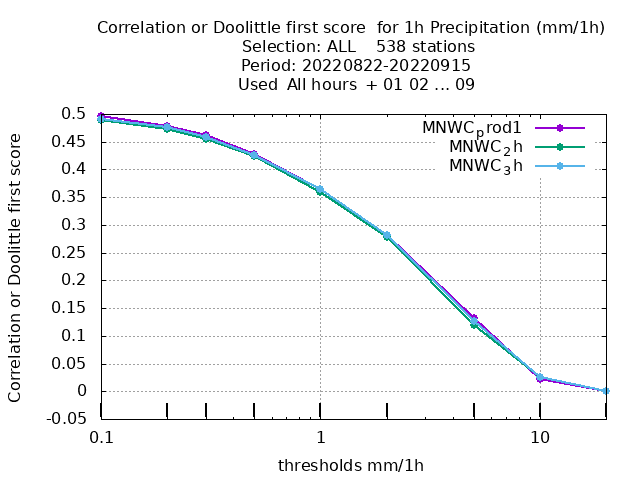 Correlation or Doolittle first score  for 1h Precipitation (mm/1h)
Selection: ALL    538 stations
Period: 20220822-20220915
Used  All hours  + 01 02 ... 09
Correlation or Doolittle first score
0.5
0.45
0.4
0.35
0.3
0.25
0.2
0.15
0.1
0.05
0
-0.05
MNWCprod1
MNWC2h
MNWC3h
0.1 1 10
thresholds mm/1h